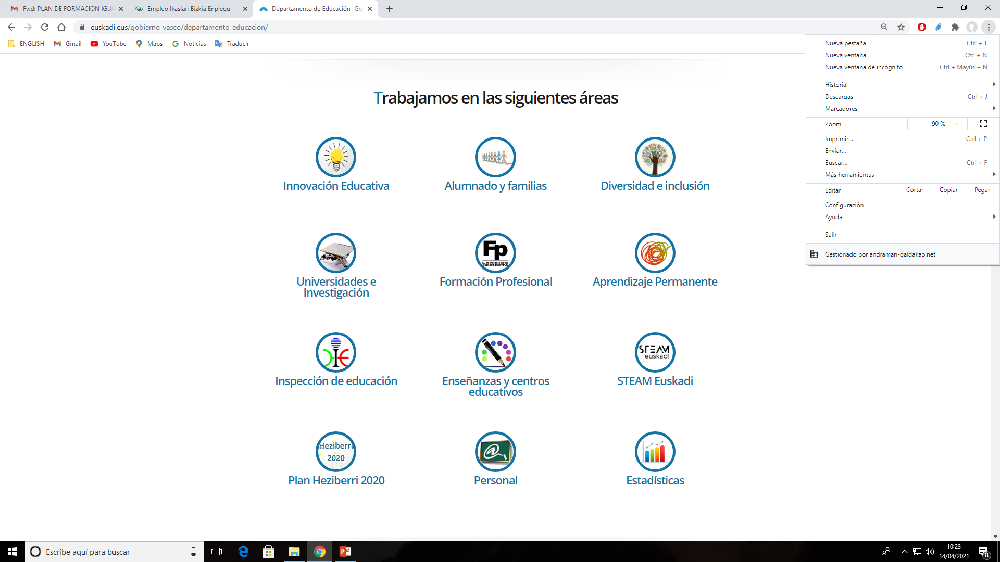 Fwd: PLAN DE FORMACION IGUA
Empleo Ikaslan Bizkia Enplegu
Departamento de Educación- Go
euskadi.eus/gobierno-vasco/departamento-educacion/
ENGLISH
Gmail
YouTube
Maps
Noticias
Traducir
Nueva pestaña Ctrl + T
Nueva ventana Ctrl + N
Nueva ventana de incógnito Ctrl + Mayús + N
Historial
Descargas Ctrl + J
Marcadores
Zoom − 90 % +
Imprimir... Ctrl + P
Enviar...
Buscar... Ctrl + F
Más herramientas
Editar Cortar Copiar Pegar
Configuración
Ayuda
Salir
Gestionado por andramari-galdakao.net
Trabajamos en las siguientes áreas
Innovación Educativa
Alumnado y familias
Diversidad e inclusión
Universidades e
Investigación
Fp
LANBIDE
HEZIKETA
Formación Profesional
Aprendizaje Permanente
Inspección de educación
Enseñanzas y centros
educativos
STEAM
euskadi
STEAM Euskadi
Heziberri
2020
Plan Heziberri 2020
Personal
Estadísticas
Escribe aquí para buscar
10:23
14/04/2021
8